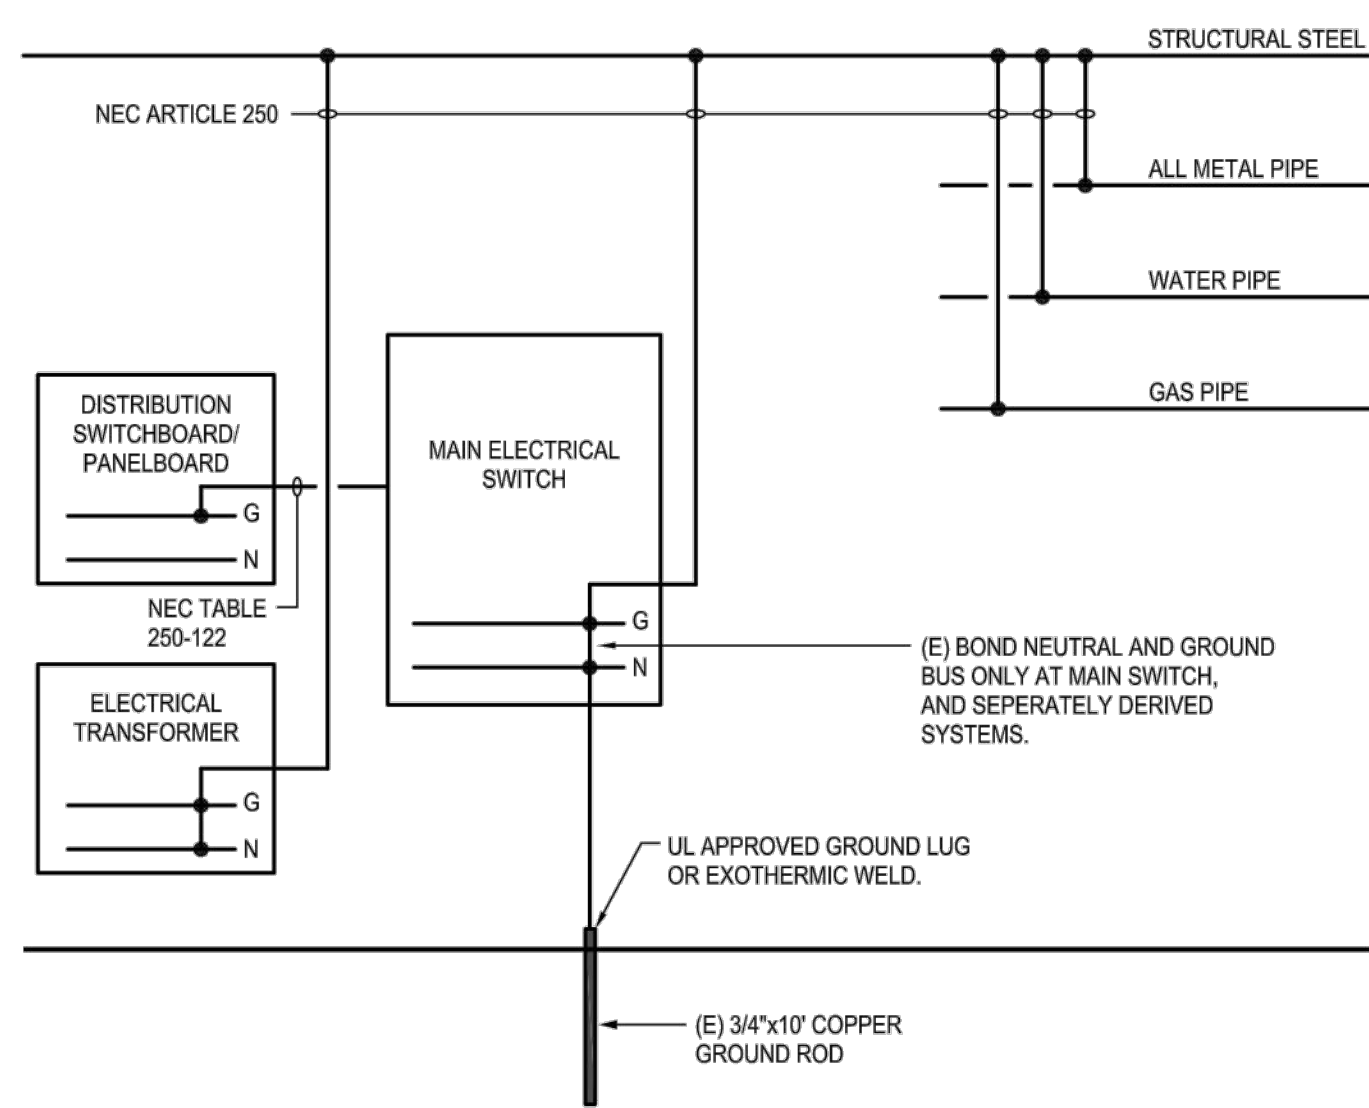 STRUCTURAL STEEL
NEC ARTICLE 250
ALL METAL PIPE
WATER PIPE
GAS PIPE
DISTRIBUTION
SWITCHBOARD/
PANELBOARD
G
N
NEC TABLE
250-122
MAIN ELECTRICAL
SWITCH
G
N
(E) BOND NEUTRAL AND GROUND
BUS ONLY AT MAIN SWITCH,
AND SEPERATELY DERIVED
SYSTEMS.
ELECTRICAL
TRANSFORMER
G
N
UL APPROVED GROUND LUG
OR EXOTHERMIC WELD.
(E) 3/4"x10' COPPER
GROUND ROD